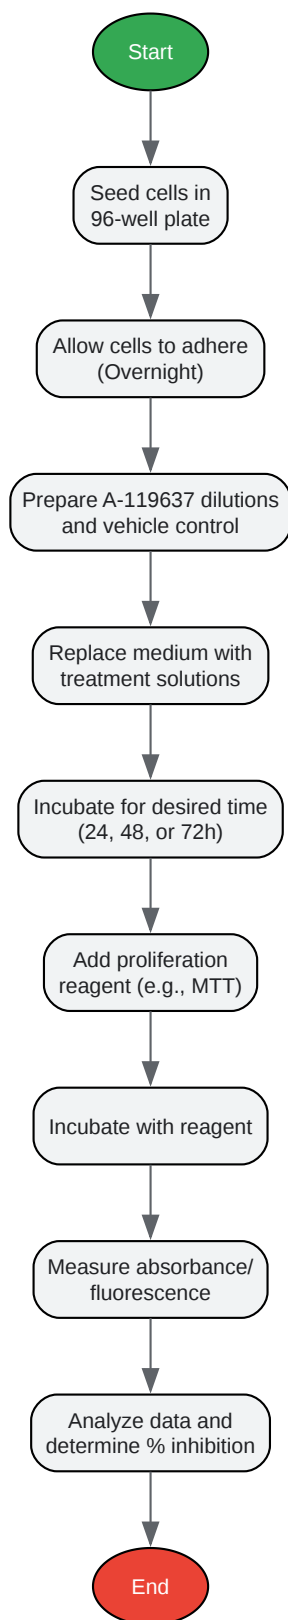 Start
Seed cells in
96-well plate
Allow cells to adhere
(Overnight)
Prepare A-119637 dilutions
and vehicle control
Replace medium with
treatment solutions
Incubate for desired time
(24, 48, or 72h)
Add proliferation
reagent (e.g., MTT)
Incubate with reagent
Measure absorbance/
fluorescence
Analyze data and
determine % inhibition
End